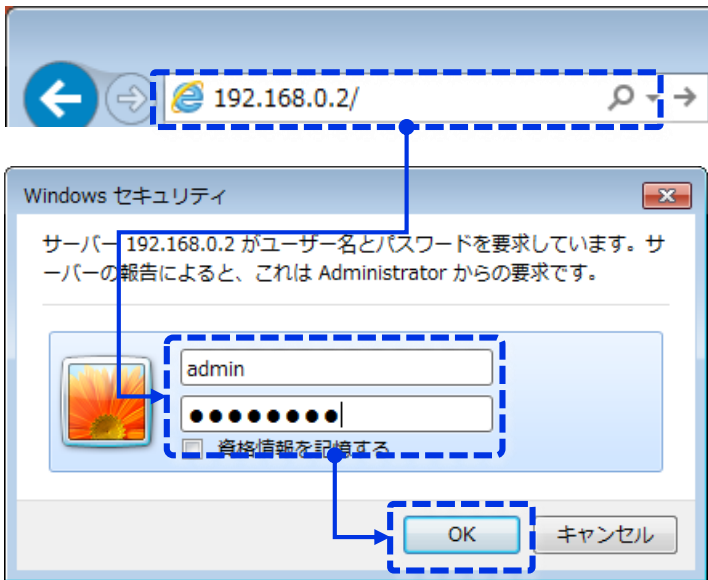 192.168.0.2/
Windows セキュリティ
サーバー 192.168.0.2 がユーザー名とパスワードを要求しています。サ
ーバーの報告によると、これは Administrator からの要求です。
admin
●●●●●●●●
資格情報を記憶する
OK
キャンセル